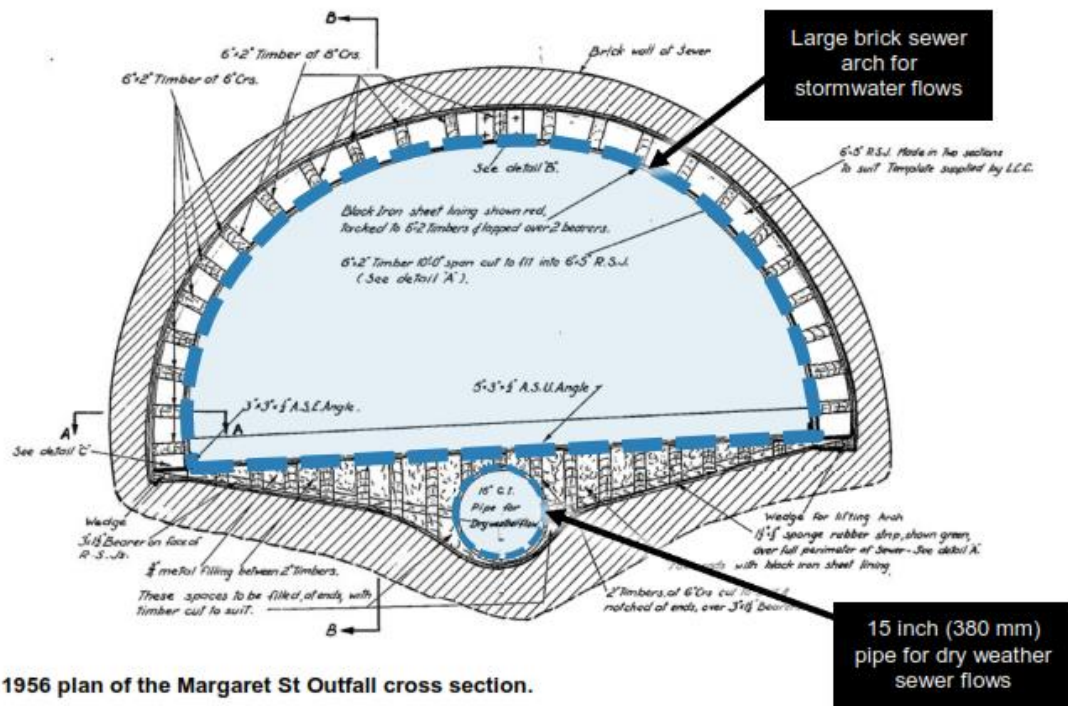 B
6"×2" Timber at 8" Crs.
6"×2" Timber at 6" Crs.
Brick wall of Sewer
Large brick sewer
arch for
stormwater flows
See detail "B".
6"×5" R.S.J. Made in two sections
To suit Template supplied by L.C.C.
Black Iron sheet lining shown red,
tacked to 6"×2" Timbers & lapped over 2 bearers.
6"×2" Timber 10'-0" span cut to fit into 6"×5" R.S.J.
(See detail "A").
3"×3"×½ A.S.E. Angle.
A
A
See detail "C"
15" C.I.
Pipe for
Dry weather flow
Wedge
Bearer on face of
R.S.Js.
metal filling between 2" Timbers.
These spaces to be filled, at ends, with
timber cut to suit.
Wedge for lifting Arch
sponge rubber strip, shown green,
over full perimeter of Sewer - See detail "A".
with black iron sheet lining
2" Timbers, at 6" Crs cut to
notched at ends, over
B
15 inch (380 mm)
pipe for dry weather
sewer flows
1956 plan of the Margaret St Outfall cross section.